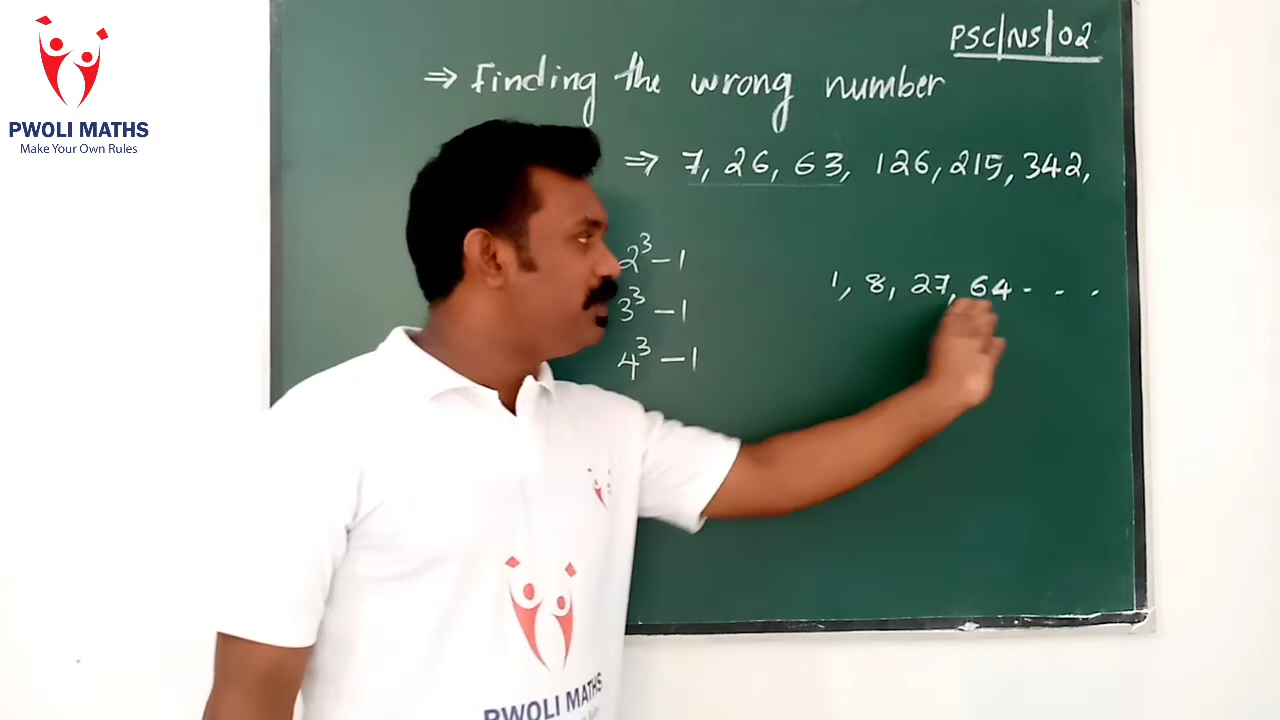 PSC/NS/02
⇒ Finding the wrong number
⇒ 7, 26, 63, 126, 215, 342,
2³-1
3³-1
4³-1
1, 8, 27, 64 - - -
PWOLI MATHS
Make Your Own Rules
PWOLI MATHS